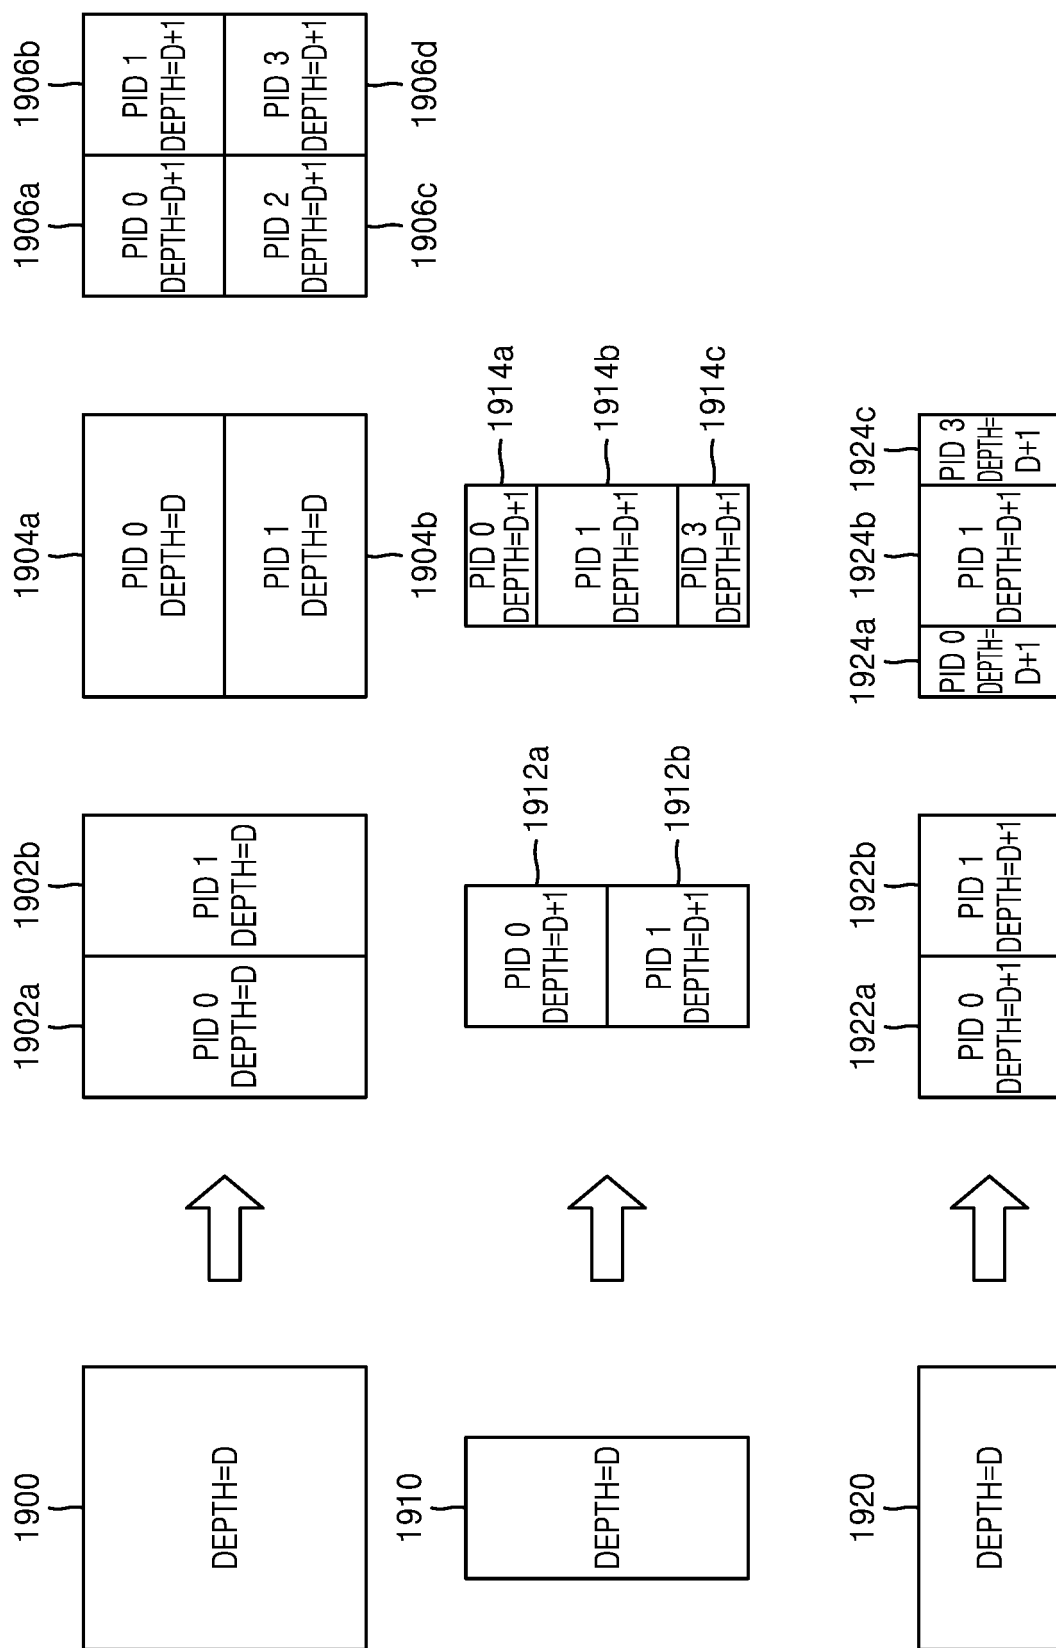 1900
DEPTH=D
1902a
1902b
PID 0
DEPTH=D
PID 1
DEPTH=D
1904a
PID 0
DEPTH=D
PID 1
DEPTH=D
1904b
1906a
1906b
PID 0
DEPTH=D+1
PID 1
DEPTH=D+1
PID 2
DEPTH=D+1
PID 3
DEPTH=D+1
1906c
1906d
1910
DEPTH=D
PID 0
DEPTH=D+1
1912a
PID 1
DEPTH=D+1
1912b
PID 0
DEPTH=D+1
1914a
PID 1
DEPTH=D+1
1914b
PID 3
DEPTH=D+1
1914c
1920
DEPTH=D
1922a
1922b
PID 0
DEPTH=D+1
PID 1
DEPTH=D+1
1924a
1924b
1924c
PID 0
DEPTH=
D+1
PID 1
DEPTH=D+1
PID 3
DEPTH=
D+1